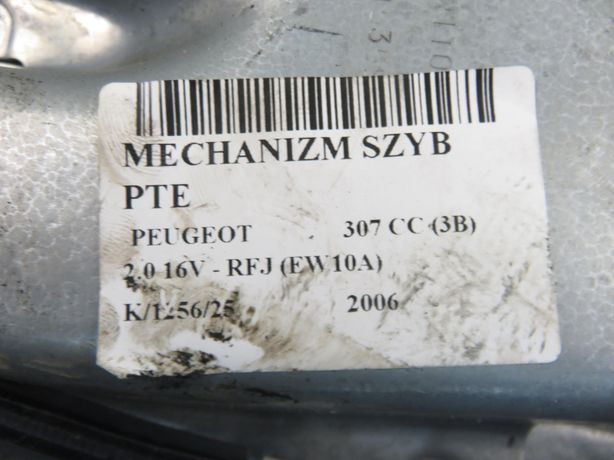 MECHANIZM SZYB
PTE
PEUGEOT 307 CC (3B)
2.0 16V - RFJ (EW10A)
K/1256/25 2006